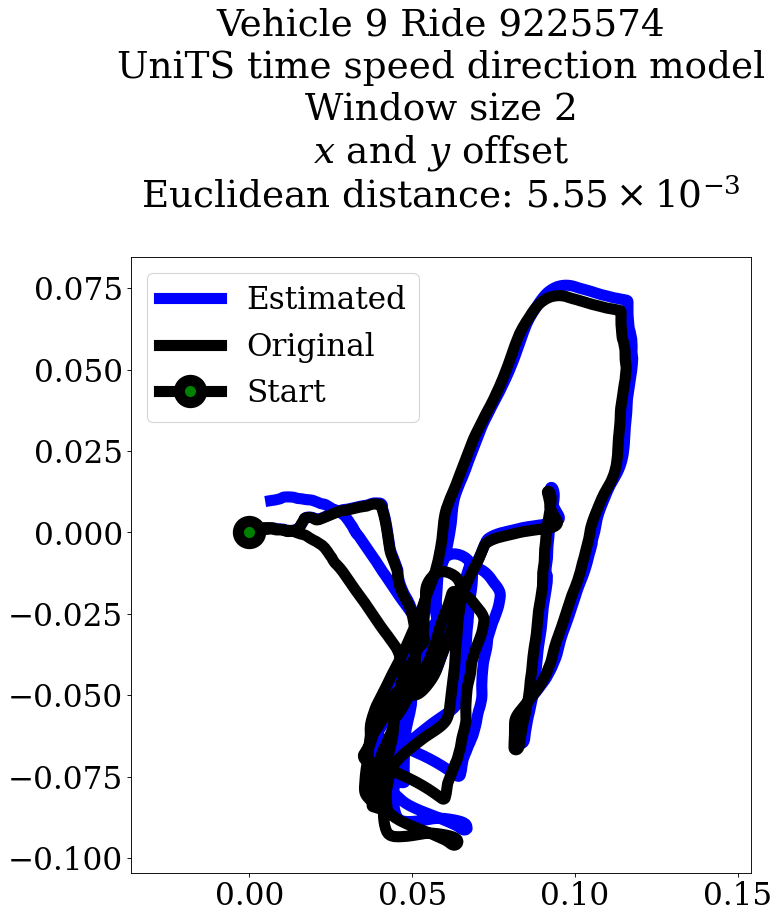 Vehicle 9 Ride 9225574
UniTS time speed direction model
Window size 2
x and y offset
Euclidean distance: 5.55 × 10⁻³
Estimated
Original
Start
0.075
0.050
0.025
0.000
−0.025
−0.050
−0.075
−0.100
0.00 0.05 0.10 0.15